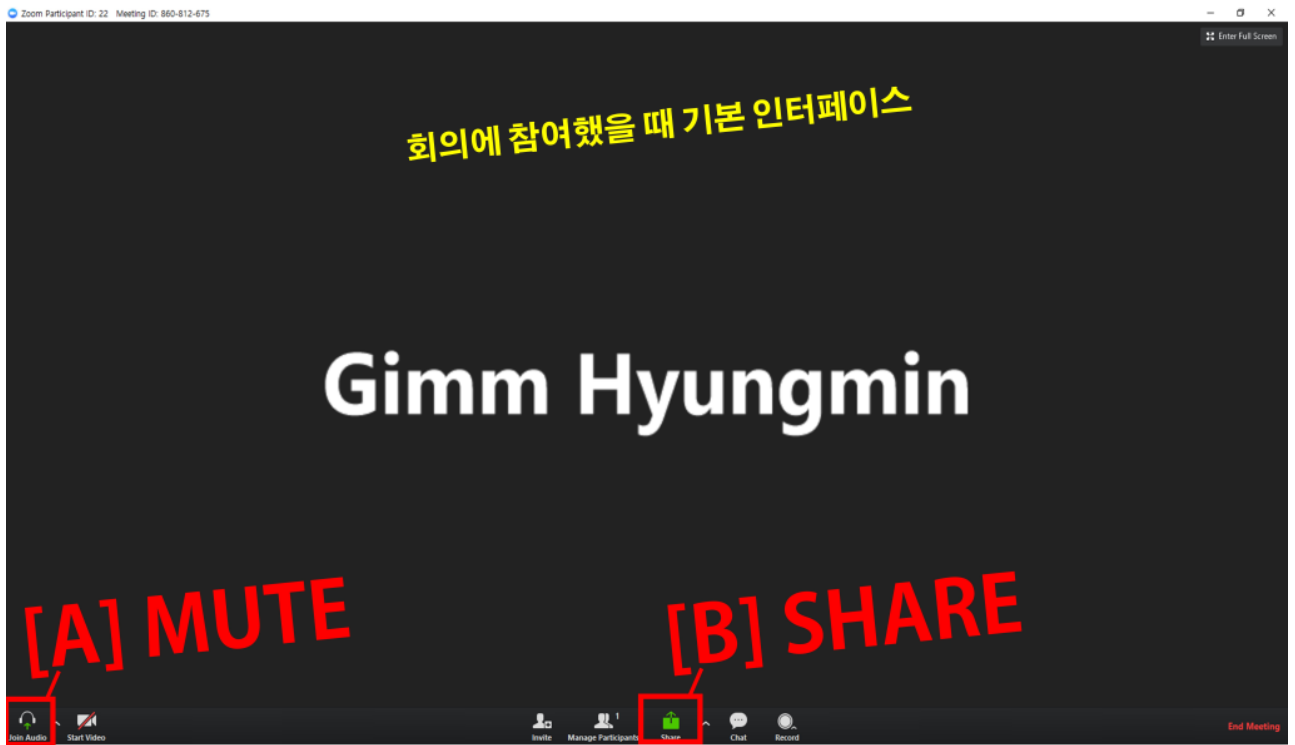 Zoom Participant ID: 22 Meeting ID: 860-812-675
Enter Full Screen
회의에 참여했을 때 기본 인터페이스
Gimm Hyungmin
[A] MUTE
[B] SHARE
Join Audio Start Video Invite Manage Participants 1 Share Chat Record End Meeting